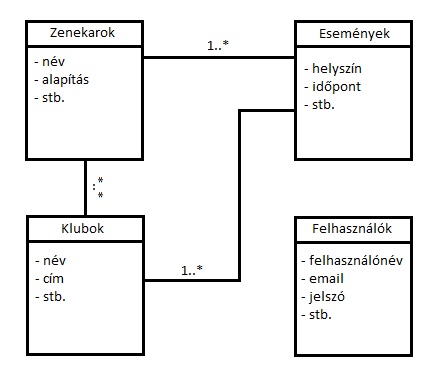 Zenekarok
- név
- alapítás
- stb.
1..*
Események
- helyszín
- időpont
- stb.
:*
*
Klubok
- név
- cím
- stb.
1..*
Felhasználók
- felhasználónév
- email
- jelszó
- stb.